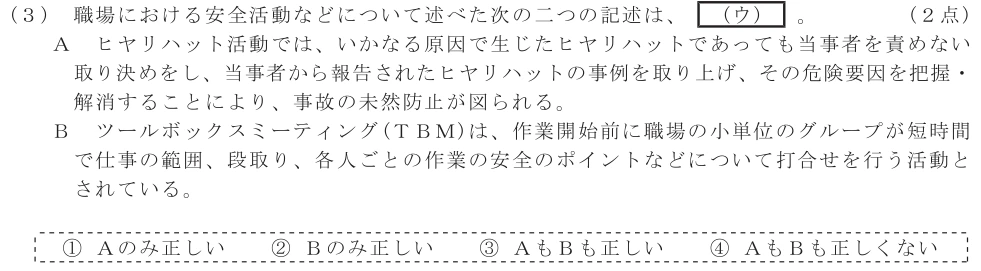 (3) 職場における安全活動などについて述べた次の二つの記述は、 (ウ) 。 (2点)
A ヒヤリハット活動では、いかなる原因で生じたヒヤリハットであっても当事者を責めない
取り決めをし、当事者から報告されたヒヤリハットの事例を取り上げ、その危険要因を把握・
解消することにより、事故の未然防止が図られる。
B ツールボックスミーティング(TBM)は、作業開始前に職場の小単位のグループが短時間
で仕事の範囲、段取り、各人ごとの作業の安全のポイントなどについて打合せを行う活動と
されている。
① Aのみ正しい ② Bのみ正しい ③ AもBも正しい ④ AもBも正しくない